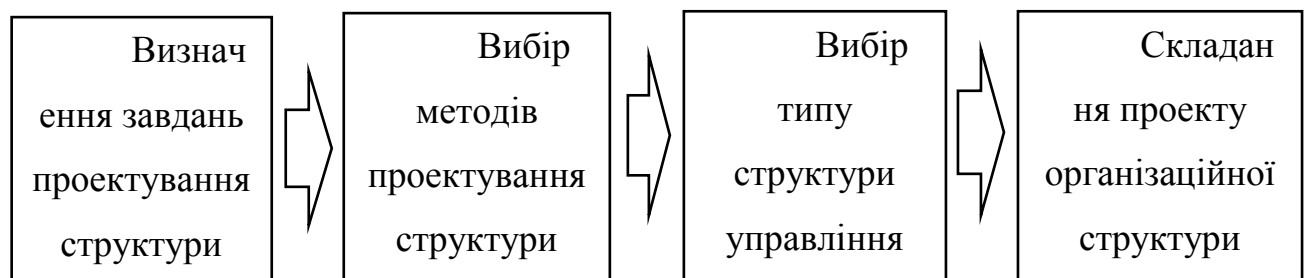 Визнач
ення завдань
проектування
структури
Вибір
методів
проектування
структури
Вибір
типу
структури
управління
Складан
ня проекту
організаційної
структури